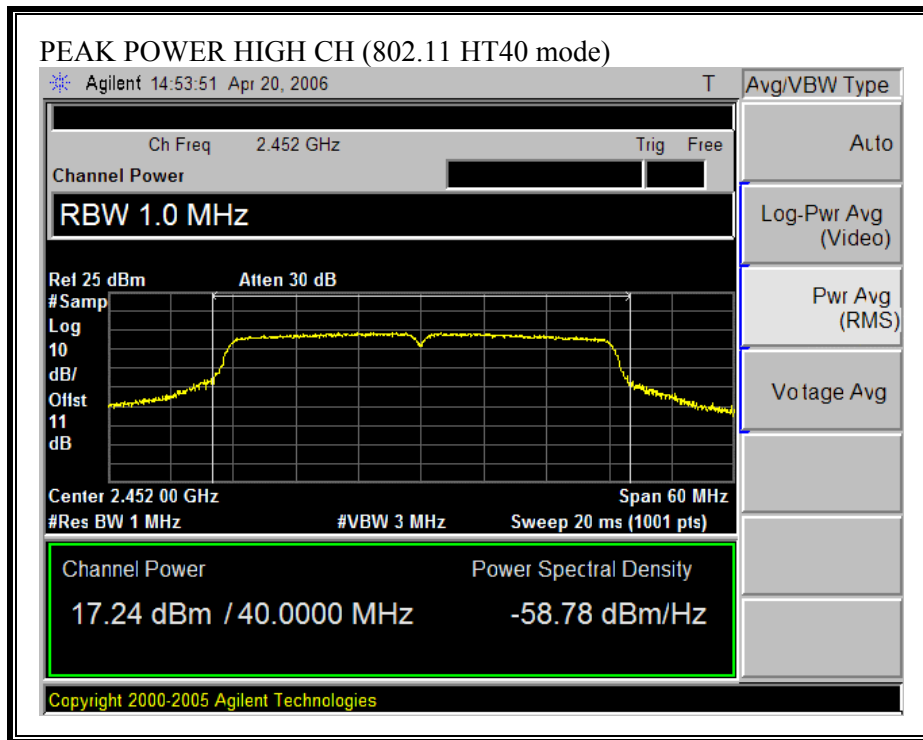 PEAK POWER HIGH CH (802.11 HT40 mode)
Agilent 14:53:51 Apr 20, 2006 T
Avg/VBW Type
Ch Freq 2.452 GHz Trig Free
Channel Power
RBW 1.0 MHz
Auto
Log-Pwr Avg
(Video)
Pwr Avg
(RMS)
Votage Avg
Ref 25 dBm Atten 30 dB
#Samp
Log
10
dB/
Offst
11
dB
Center 2.452 00 GHz Span 60 MHz
#Res BW 1 MHz #VBW 3 MHz Sweep 20 ms (1001 pts)
Channel Power Power Spectral Density
17.24 dBm / 40.0000 MHz -58.78 dBm/Hz
Copyright 2000-2005 Agilent Technologies